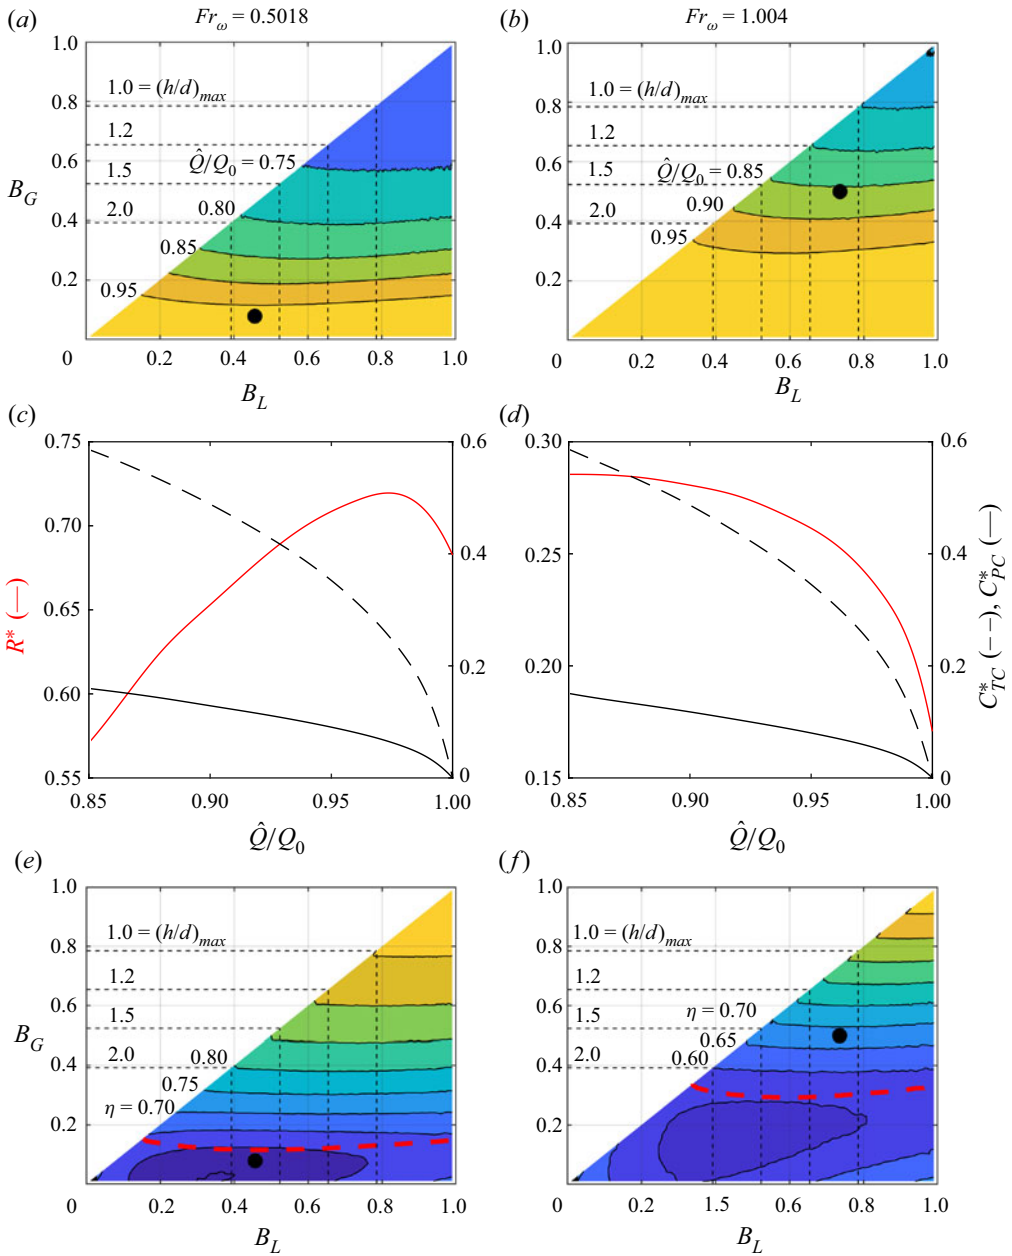 (a) Fr_ω = 0.5018 (b) Fr_ω = 1.004
1.0 1.0
1.0 = (h/d)_max 1.0 = (h/d)_max
0.8 0.8
1.2 1.2
0.6 Q̂/Q_0 = 0.75 0.6 Q̂/Q_0 = 0.85
1.5 1.5
B_G
2.0 0.80 2.0 0.90
0.4 0.4
0.85 0.95
0.2 0.95 0.2
0 0.2 0.4 0.6 0.8 1.0 0 0.2 0.4 0.6 0.8 1.0
B_L B_L
(c) (d)
0.75 0.6 0.30 0.6
0.70 0.25
0.4 0.4
R* (—) 0.65 C*_TC (− −), C*_PC (—)
0.20
0.2 0.2
0.60
0.55 0 0.15 0
0.85 0.90 0.95 1.00 0.85 0.90 0.95 1.00
Q̂/Q_0 Q̂/Q_0
(e) (f)
1.0 1.0
1.0 = (h/d)_max 1.0 = (h/d)_max
0.8 0.8
1.2 1.2
0.6 0.6 η = 0.70
1.5 1.5 0.65
B_G
2.0 0.80 2.0 0.60
0.4 0.4
0.75
η = 0.70
0.2 0.2
0 0.2 0.4 0.6 0.8 1.0 0 0.2 1.5 0.6 0.8 1.0
B_L B_L